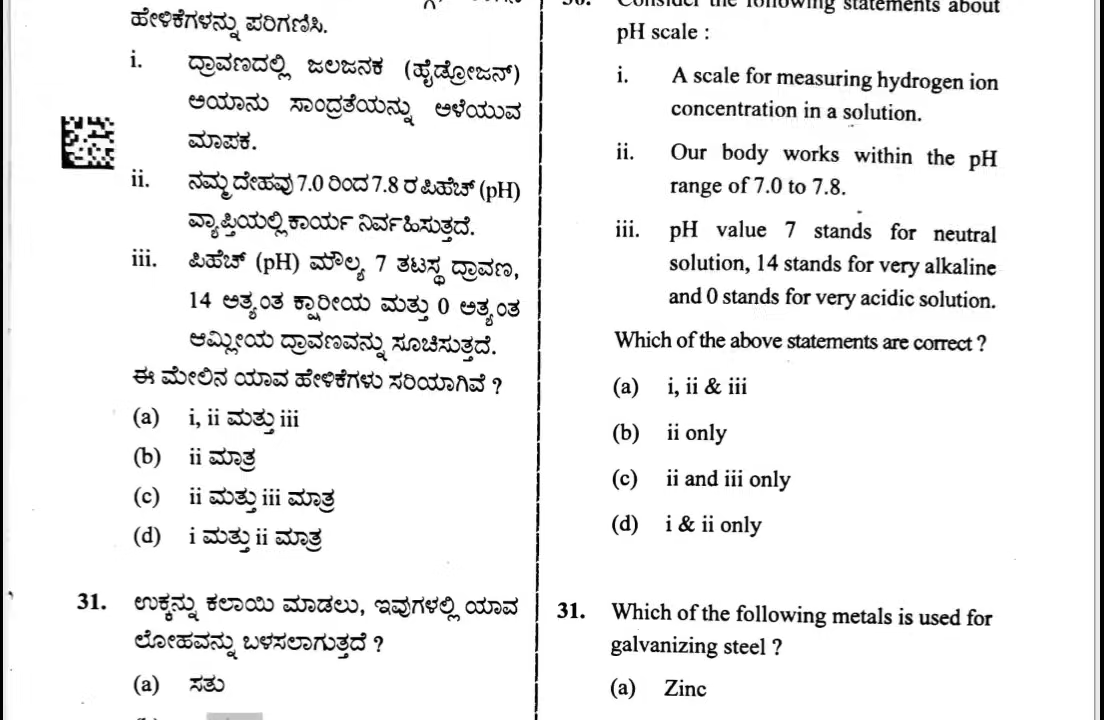 ಹೇಳಿಕೆಗಳನ್ನು ಪರಿಗಣಿಸಿ.
i. ದ್ರಾವಣದಲ್ಲಿ ಜಲಜನಕ (ಹೈಡ್ರೋಜನ್)
ಅಯಾನು ಸಾಂದ್ರತೆಯನ್ನು ಅಳೆಯುವ
ಮಾಪಕ.
ii. ನಮ್ಮ ದೇಹವು 7.0 ರಿಂದ 7.8 ರ ಪಿಹೆಚ್ (pH)
ವ್ಯಾಪ್ತಿಯಲ್ಲಿ ಕಾರ್ಯ ನಿರ್ವಹಿಸುತ್ತದೆ.
iii. ಪಿಹೆಚ್ (pH) ಮೌಲ್ಯ 7 ತಟಸ್ಥ ದ್ರಾವಣ,
14 ಅತ್ಯಂತ ಕ್ಷಾರೀಯ ಮತ್ತು 0 ಅತ್ಯಂತ
ಆಮ್ಲೀಯ ದ್ರಾವಣವನ್ನು ಸೂಚಿಸುತ್ತದೆ.
ಈ ಮೇಲಿನ ಯಾವ ಹೇಳಿಕೆಗಳು ಸರಿಯಾಗಿವೆ ?
(a) i, ii ಮತ್ತು iii
(b) ii ಮಾತ್ರ
(c) ii ಮತ್ತು iii ಮಾತ್ರ
(d) i ಮತ್ತು ii ಮಾತ್ರ
31. ಉಕ್ಕನ್ನು ಕಲಾಯಿ ಮಾಡಲು, ಇವುಗಳಲ್ಲಿ ಯಾವ
ಲೋಹವನ್ನು ಬಳಸಲಾಗುತ್ತದೆ ?
(a) ಸತು
30. Consider the following statements about
pH scale :
i. A scale for measuring hydrogen ion
concentration in a solution.
ii. Our body works within the pH
range of 7.0 to 7.8.
iii. pH value 7 stands for neutral
solution, 14 stands for very alkaline
and 0 stands for very acidic solution.
Which of the above statements are correct ?
(a) i, ii & iii
(b) ii only
(c) ii and iii only
(d) i & ii only
31. Which of the following metals is used for
galvanizing steel ?
(a) Zinc